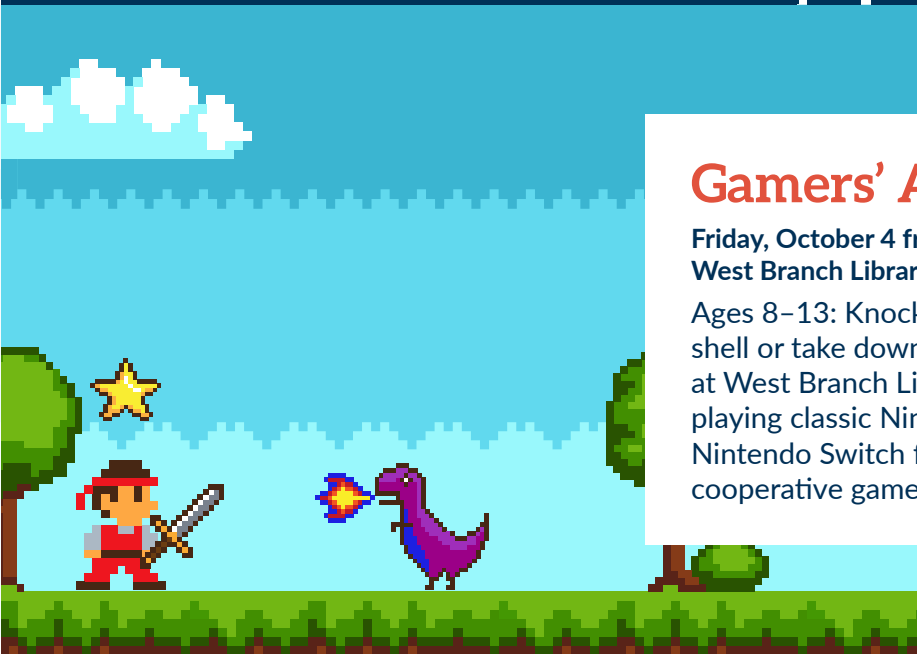 Gamers’ A
Friday, October 4 fr
West Branch Librar
Ages 8–13: Knock
shell or take down
at West Branch Li
playing classic Nin
Nintendo Switch f
cooperative game